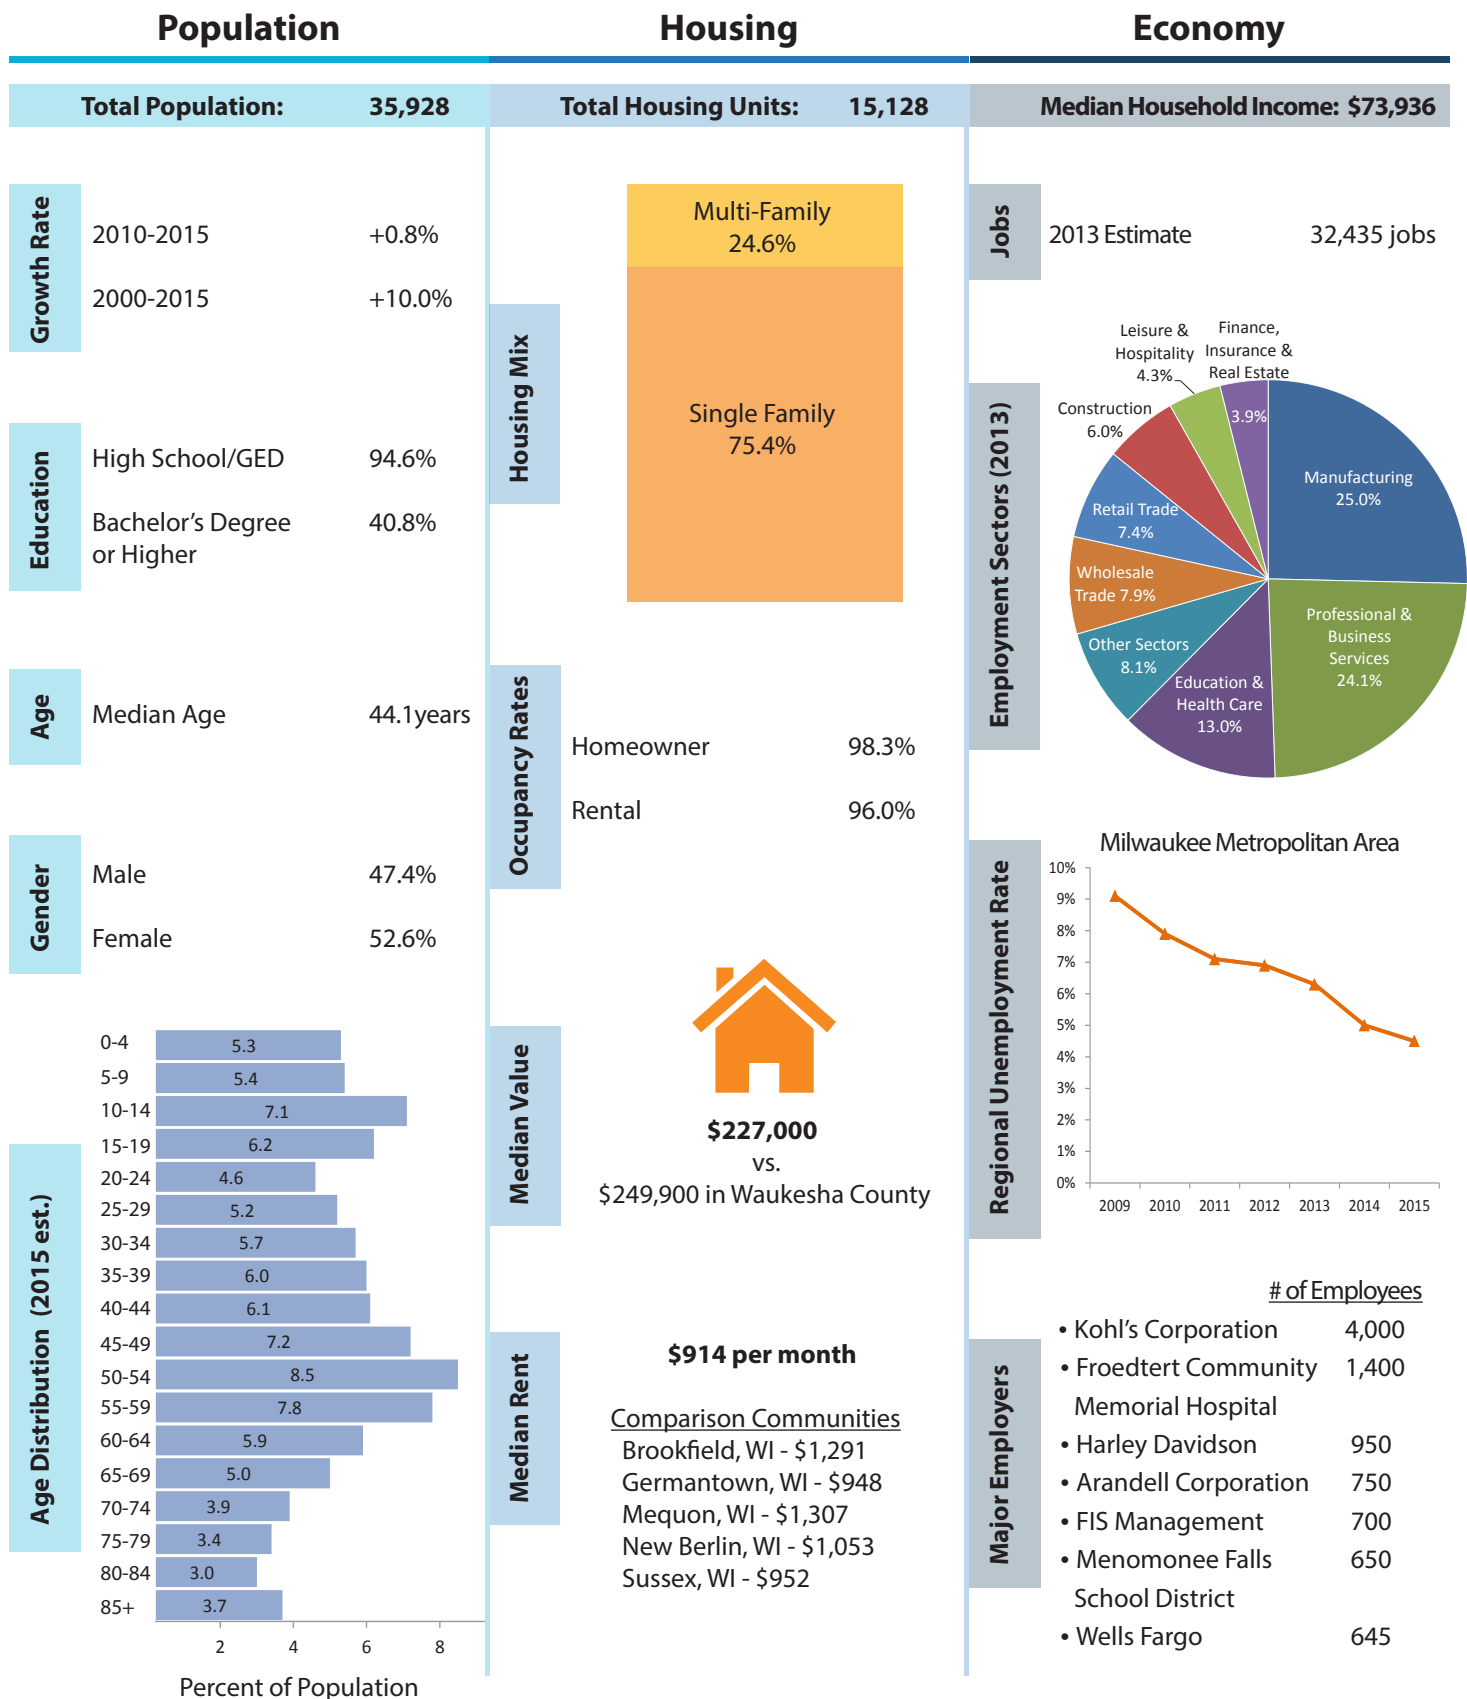 Population
Total Population: 35,928
Growth Rate
2010-2015 +0.8%
2000-2015 +10.0%
Education
High School/GED 94.6%
Bachelor's Degree 40.8%
or Higher
Age
Median Age 44.1years
Gender
Male 47.4%
Female 52.6%
Age Distribution (2015 est.)
0-4 5.3
5-9 5.4
10-14 7.1
15-19 6.2
20-24 4.6
25-29 5.2
30-34 5.7
35-39 6.0
40-44 6.1
45-49 7.2
50-54 8.5
55-59 7.8
60-64 5.9
65-69 5.0
70-74 3.9
75-79 3.4
80-84 3.0
85+ 3.7
2 4 6 8
Percent of Population
Housing
Total Housing Units: 15,128
Housing Mix
Multi-Family
24.6%
Single Family
75.4%
Occupancy Rates
Homeowner 98.3%
Rental 96.0%
Median Value
$227,000
vs.
$249,900 in Waukesha County
Median Rent
$914 per month
Comparison Communities
Brookfield, WI - $1,291
Germantown, WI - $948
Mequon, WI - $1,307
New Berlin, WI - $1,053
Sussex, WI - $952
Economy
Median Household Income: $73,936
Jobs
2013 Estimate 32,435 jobs
Employment Sectors (2013)
Leisure &
Hospitality
4.3%
Finance,
Insurance &
Real Estate
3.9%
Construction
6.0%
Manufacturing
25.0%
Retail Trade
7.4%
Wholesale
Trade 7.9%
Other Sectors
8.1%
Education &
Health Care
13.0%
Professional &
Business
Services
24.1%
Regional Unemployment Rate
Milwaukee Metropolitan Area
10%
9%
8%
7%
6%
5%
4%
3%
2%
1%
0%
2009 2010 2011 2012 2013 2014 2015
Major Employers
# of Employees
• Kohl's Corporation 4,000
• Froedtert Community 1,400
Memorial Hospital
• Harley Davidson 950
• Arandell Corporation 750
• FIS Management 700
• Menomonee Falls 650
School District
• Wells Fargo 645